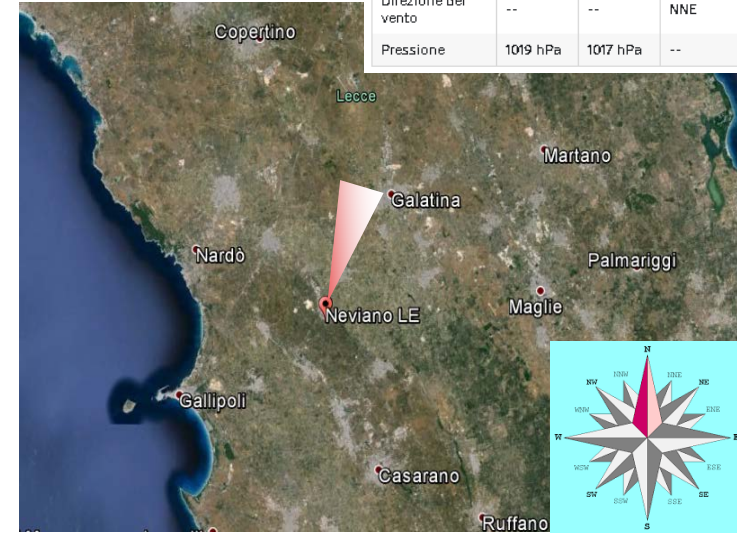 Direzione del
vento
--
--
NNE
Pressione
1019 hPa
1017 hPa
--
Copertino
Lecce
Martano
Galatina
Nardò
Palmariggi
Neviano LE
Maglie
Gallipoli
Casarano
Ruffano
N
NNW
NNE
NW
NE
WNW
ENE
W
E
WSW
ESE
SW
SE
SSW
SSE
S